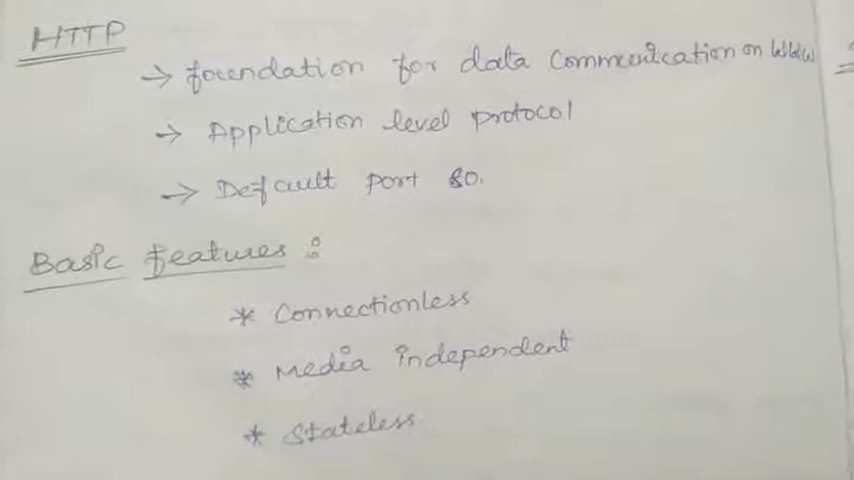 HTTP
→ foundation for data Communication on WWW
→ Application level protocol
→ Default port 80.
Basic features :
* Connectionless
* Media independent
* Stateless